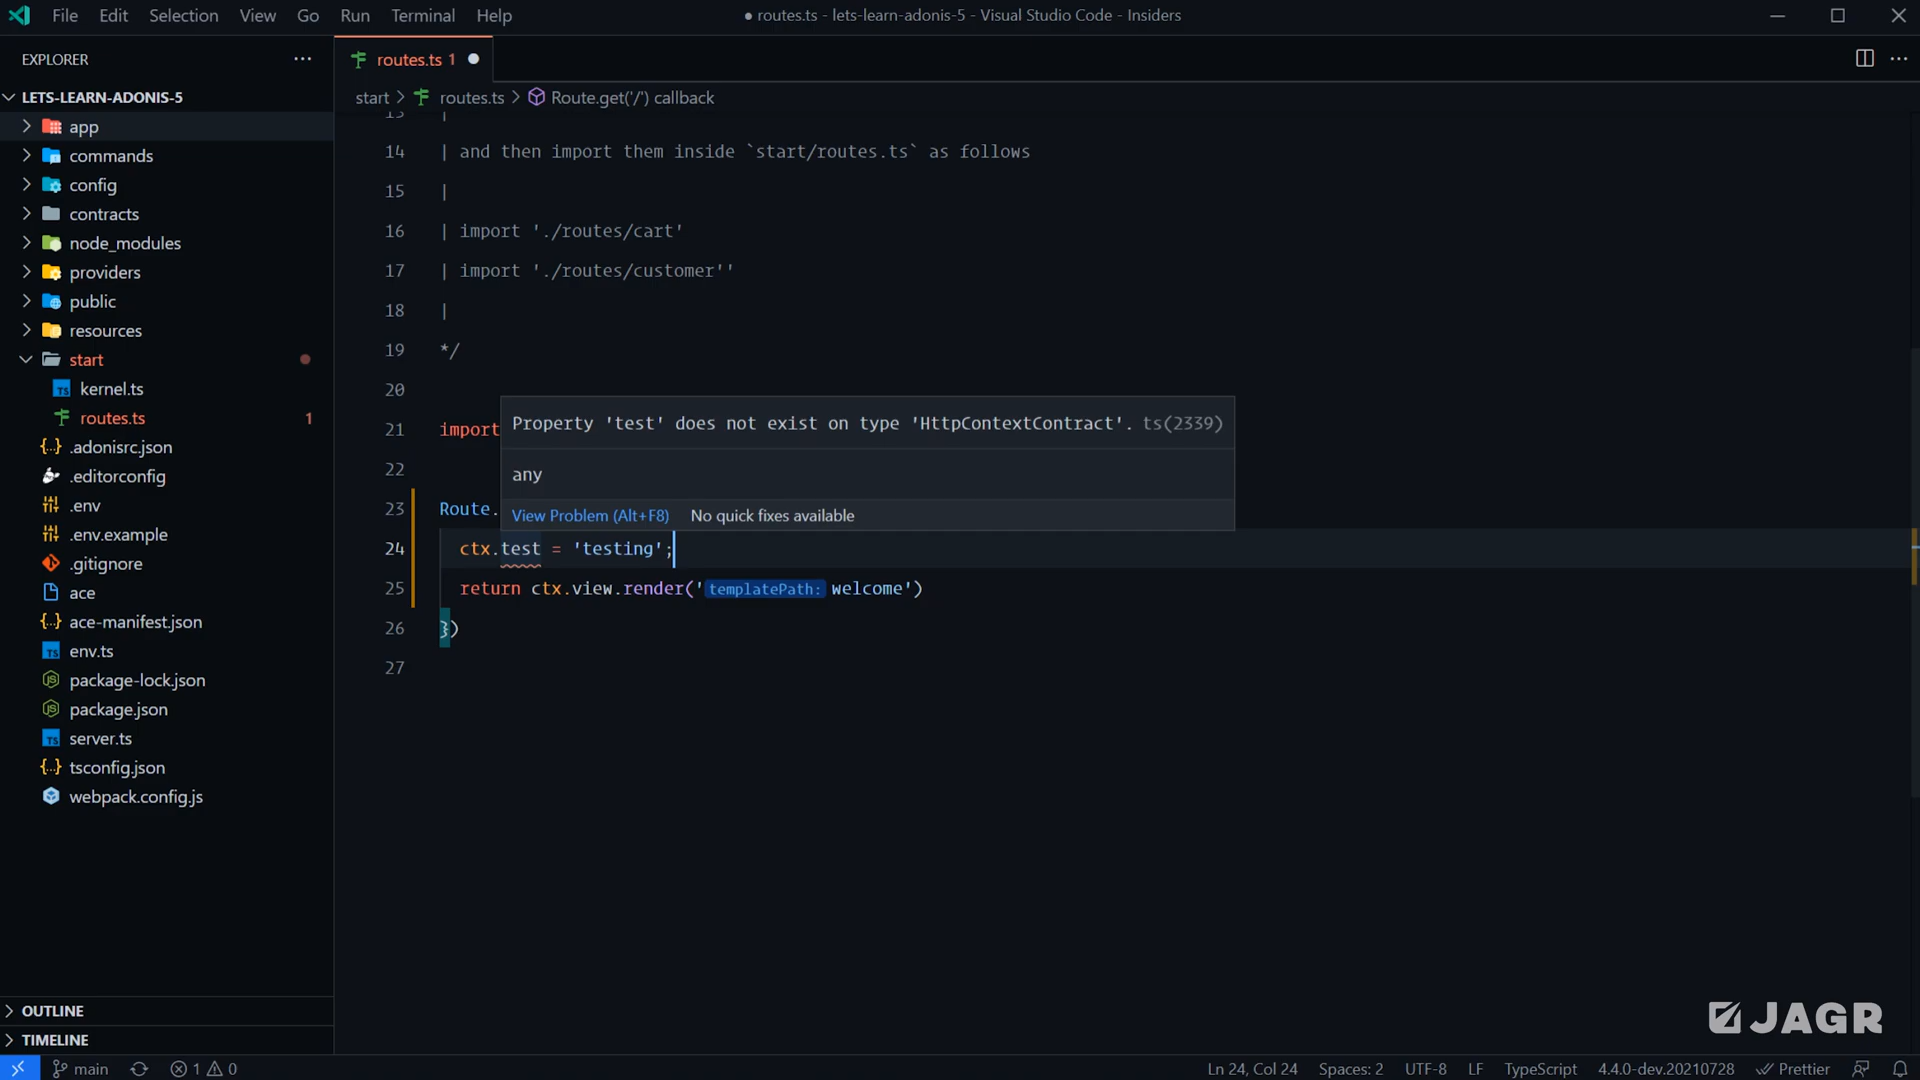 File Edit Selection View Go Run Terminal Help
● routes.ts - lets-learn-adonis-5 - Visual Studio Code - Insiders
EXPLORER
LETS-LEARN-ADONIS-5
app
commands
config
contracts
node_modules
providers
public
resources
start
kernel.ts
routes.ts 1
.adonisrc.json
.editorconfig
.env
.env.example
.gitignore
ace
ace-manifest.json
env.ts
package-lock.json
package.json
server.ts
tsconfig.json
webpack.config.js
OUTLINE
TIMELINE
routes.ts 1
start > routes.ts > Route.get('/') callback
13 |
14 | and then import them inside `start/routes.ts` as follows
15 |
16 | import './routes/cart'
17 | import './routes/customer''
18 |
19 */
20
21 import
22
23 Route.
Property 'test' does not exist on type 'HttpContextContract'. ts(2339)
any
View Problem (Alt+F8) No quick fixes available
24 ctx.test = 'testing';
25 return ctx.view.render('templatePath: welcome')
26 })
27
JAGR
main 1 0 Ln 24, Col 24 Spaces: 2 UTF-8 LF TypeScript 4.4.0-dev.20210728 Prettier